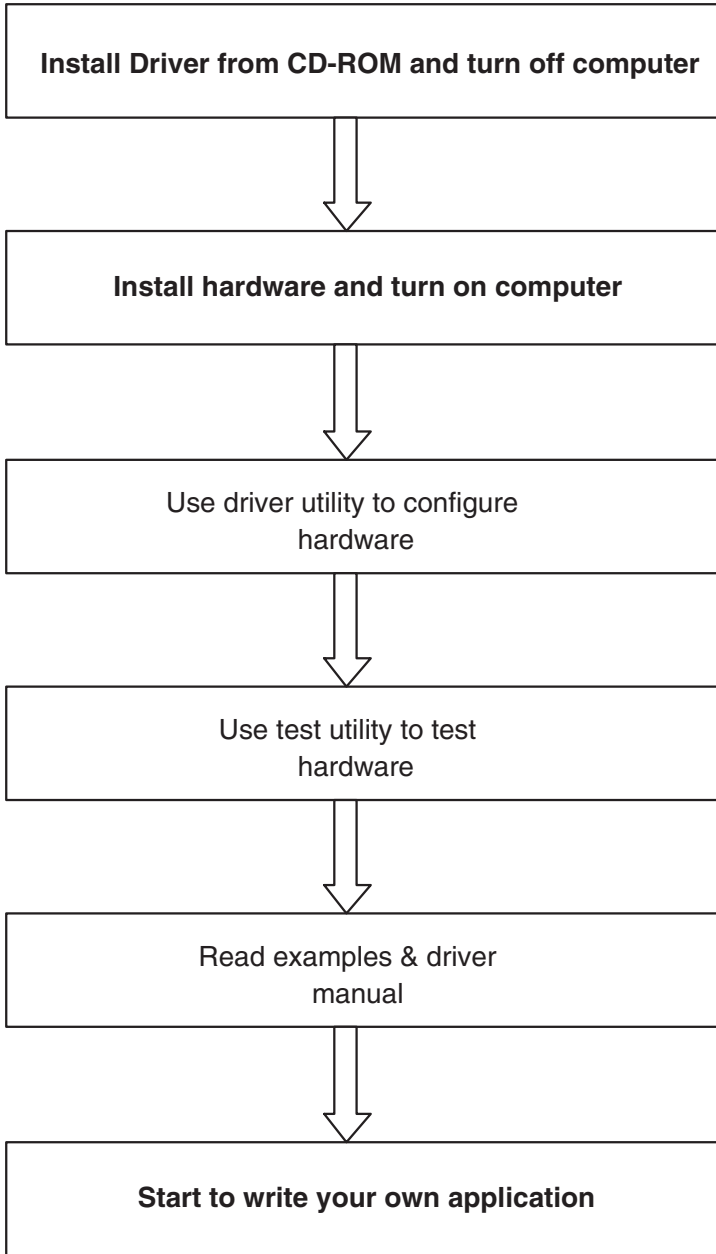 Install Driver from CD-ROM and turn off computer
Install hardware and turn on computer
Use driver utility to configure
hardware
Use test utility to test
hardware
Read examples & driver
manual
Start to write your own application